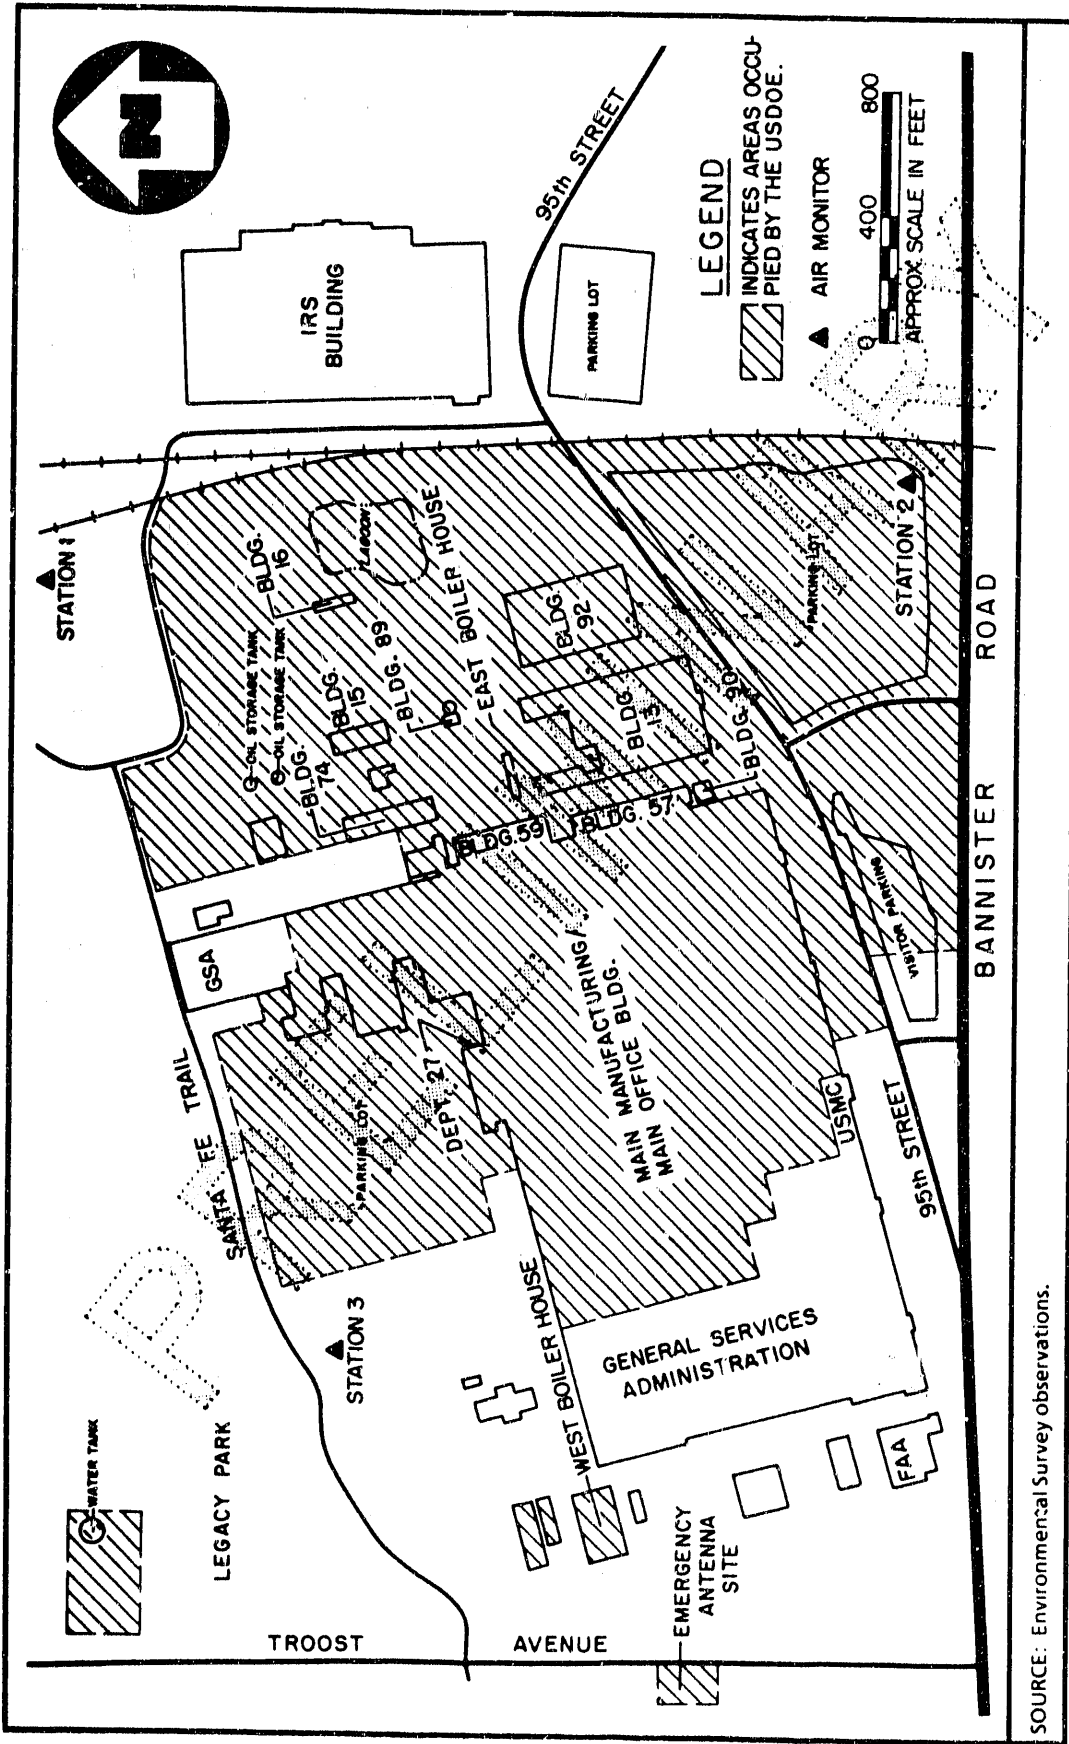 N
WATER TANK
LEGACY PARK
SANTA FE TRAIL
STATION 1
STATION 3
GSA
PARKING LOT
DEPT. 27
OIL STORAGE TANK
OIL STORAGE TANK
BLDG.
74
BLDG.
15
BLDG.
16
BLDG. 89
LAGOON
EAST BOILER HOUSE
IRS
BUILDING
PARKING LOT
95th STREET
BLDG. 59
BLDG. 57
BLDG.
92
BLDG.
13
BLDG. 90
MAIN MANUFACTURING/
MAIN OFFICE BLDG.
WEST BOILER HOUSE
GENERAL SERVICES
ADMINISTRATION
USMC
FAA
EMERGENCY
ANTENNA
SITE
TROOST AVENUE
95th STREET
VISITOR PARKING
PARKING LOT
STATION 2
BANNISTER ROAD
LEGEND
INDICATES AREAS OCCU-
PIED BY THE USDOE.
AIR MONITOR
0 400 800
APPROX. SCALE IN FEET
SOURCE: Environmental Survey observations.